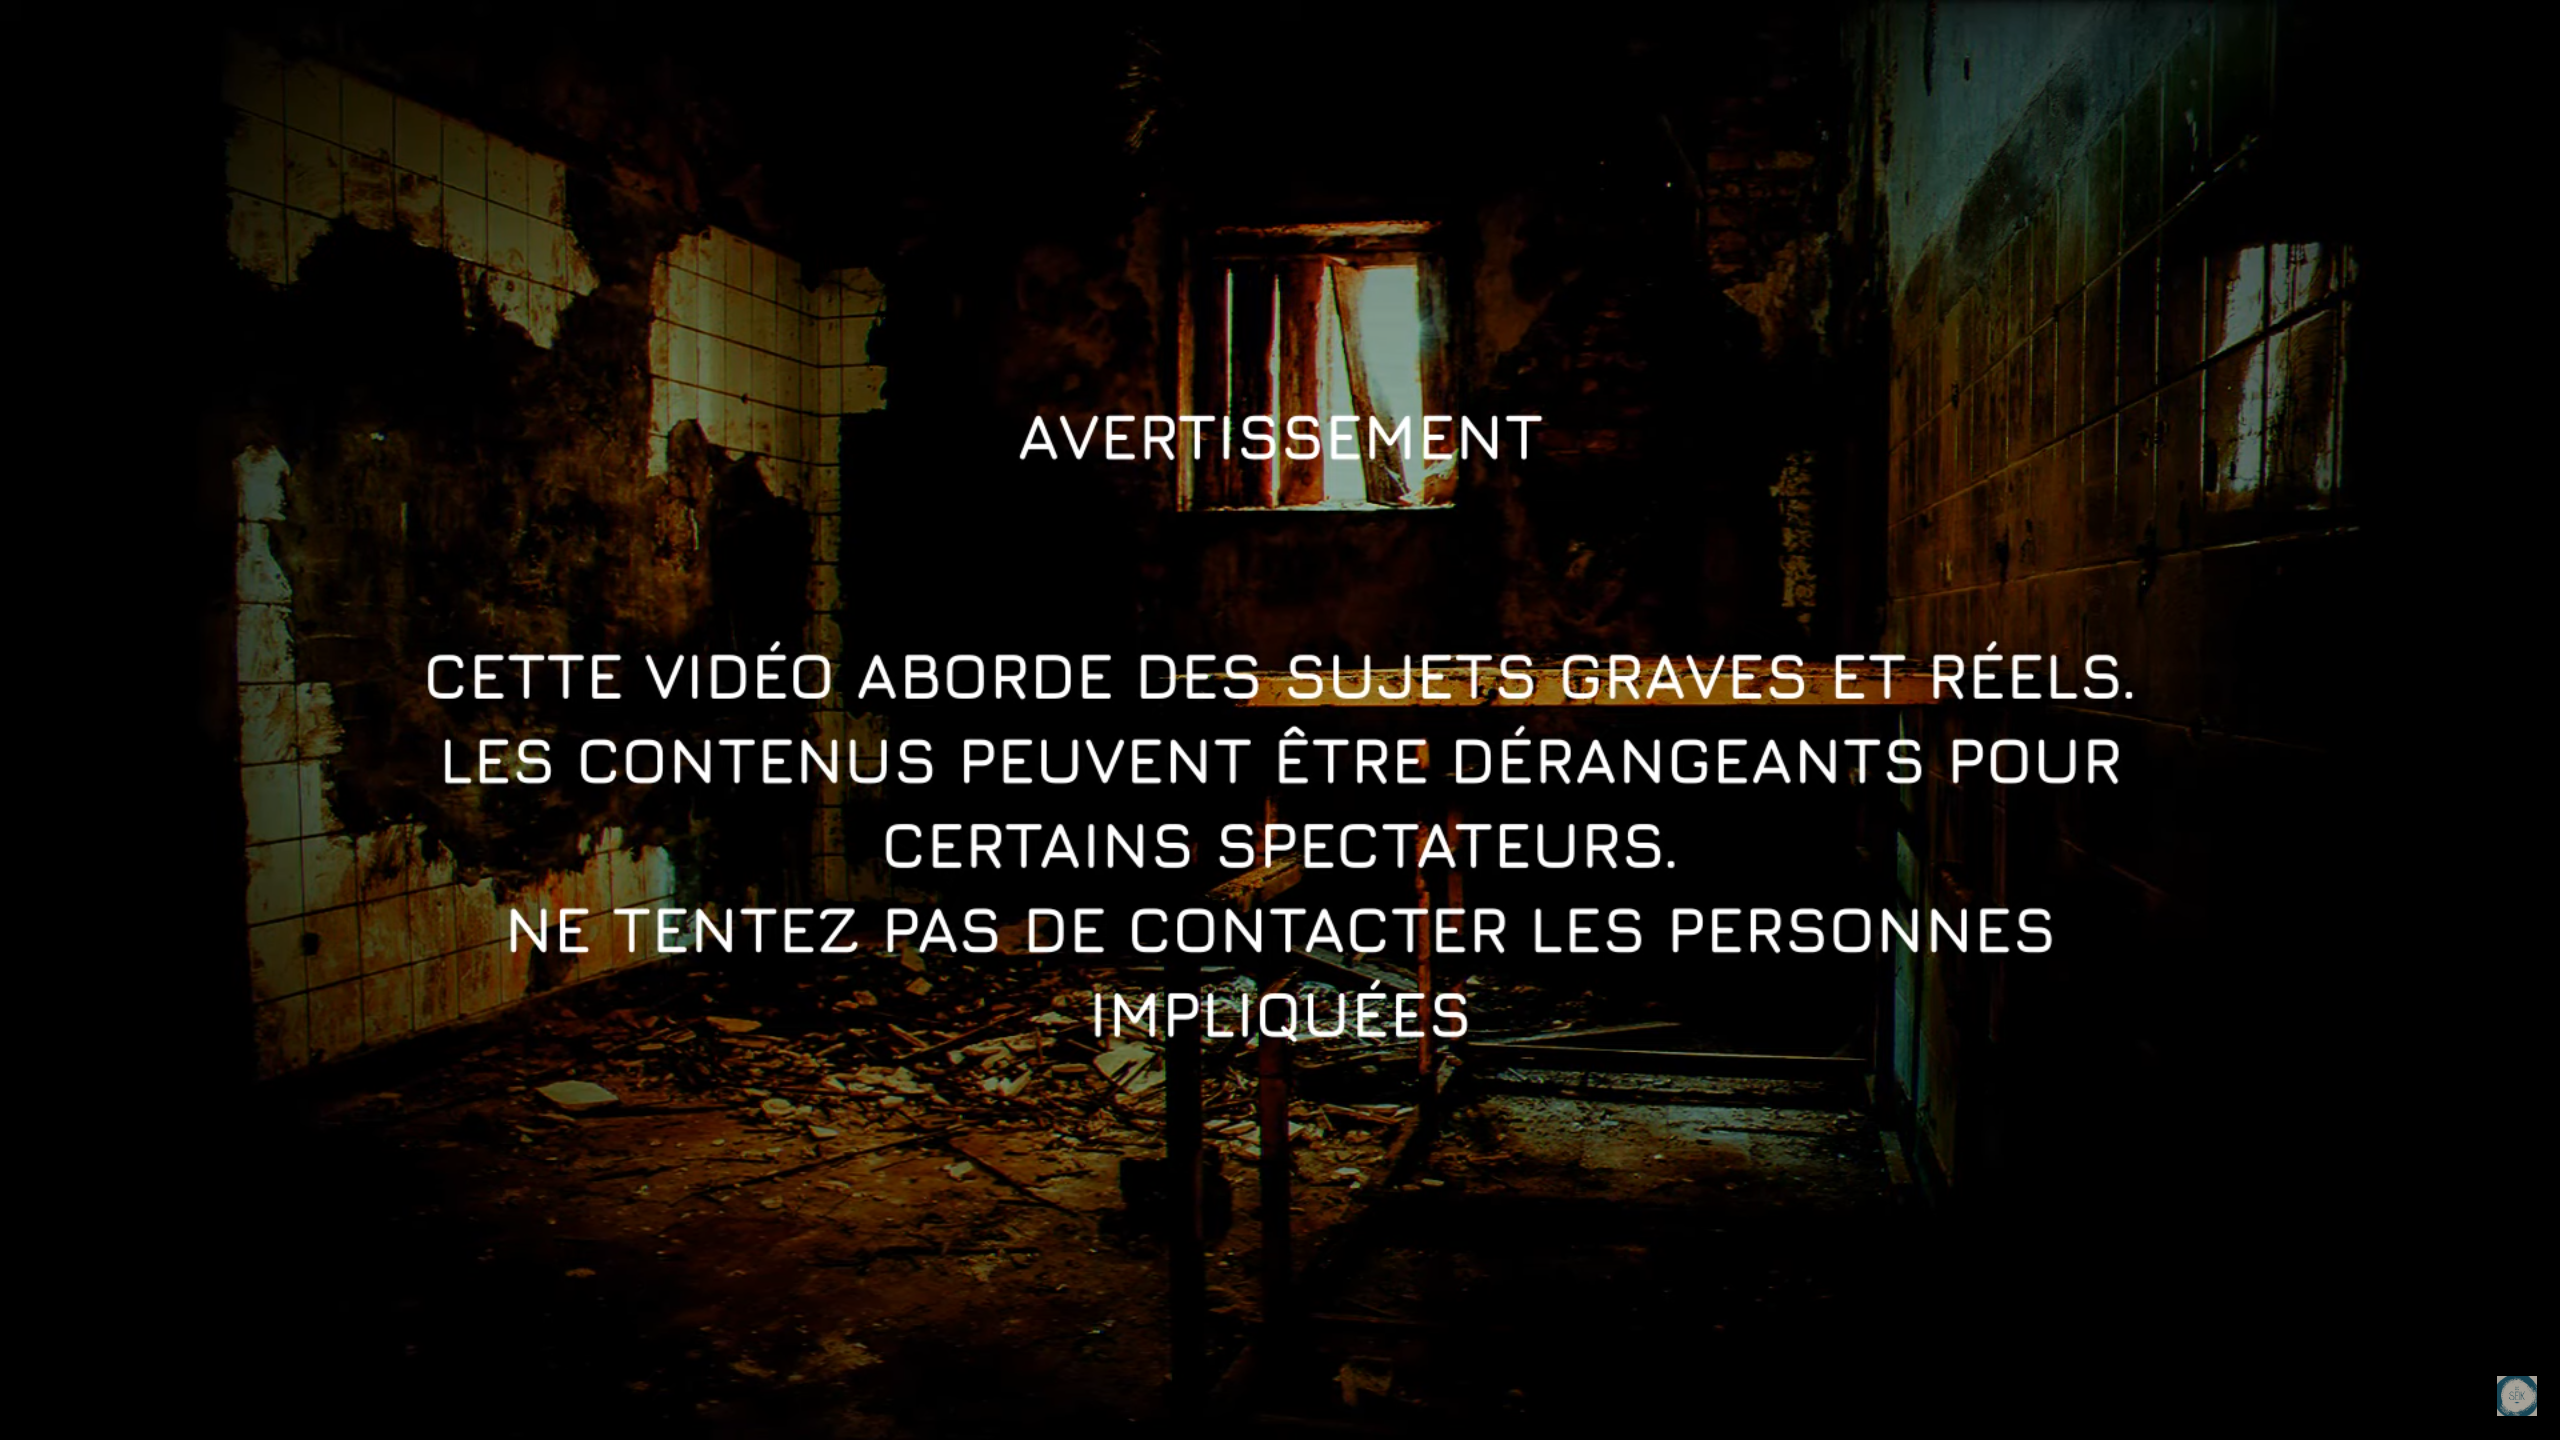 AVERTISSEMENT
CETTE VIDÉO ABORDE DES SUJETS GRAVES ET RÉELS.
LES CONTENUS PEUVENT ÊTRE DÉRANGEANTS POUR
CERTAINS SPECTATEURS.
NE TENTEZ PAS DE CONTACTER LES PERSONNES
IMPLIQUÉES